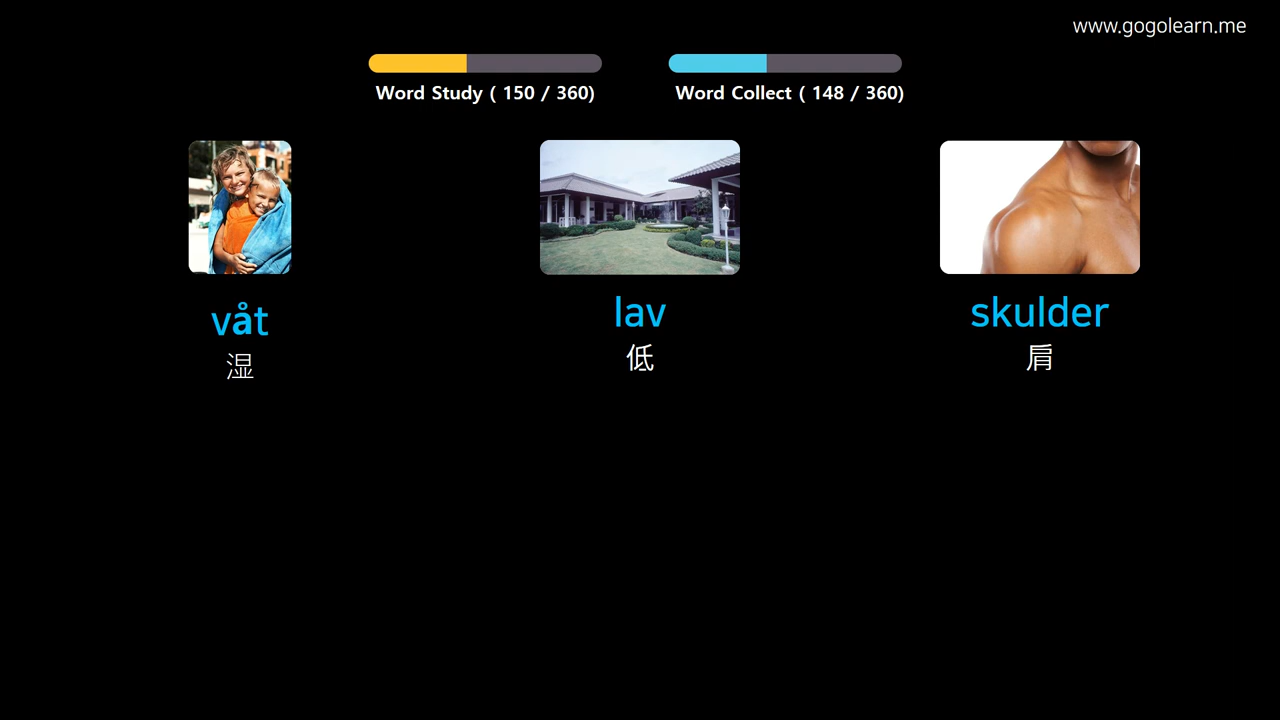 www.gogolearn.me
Word Study ( 150 / 360)
Word Collect ( 148 / 360)
våt
湿
lav
低
skulder
肩